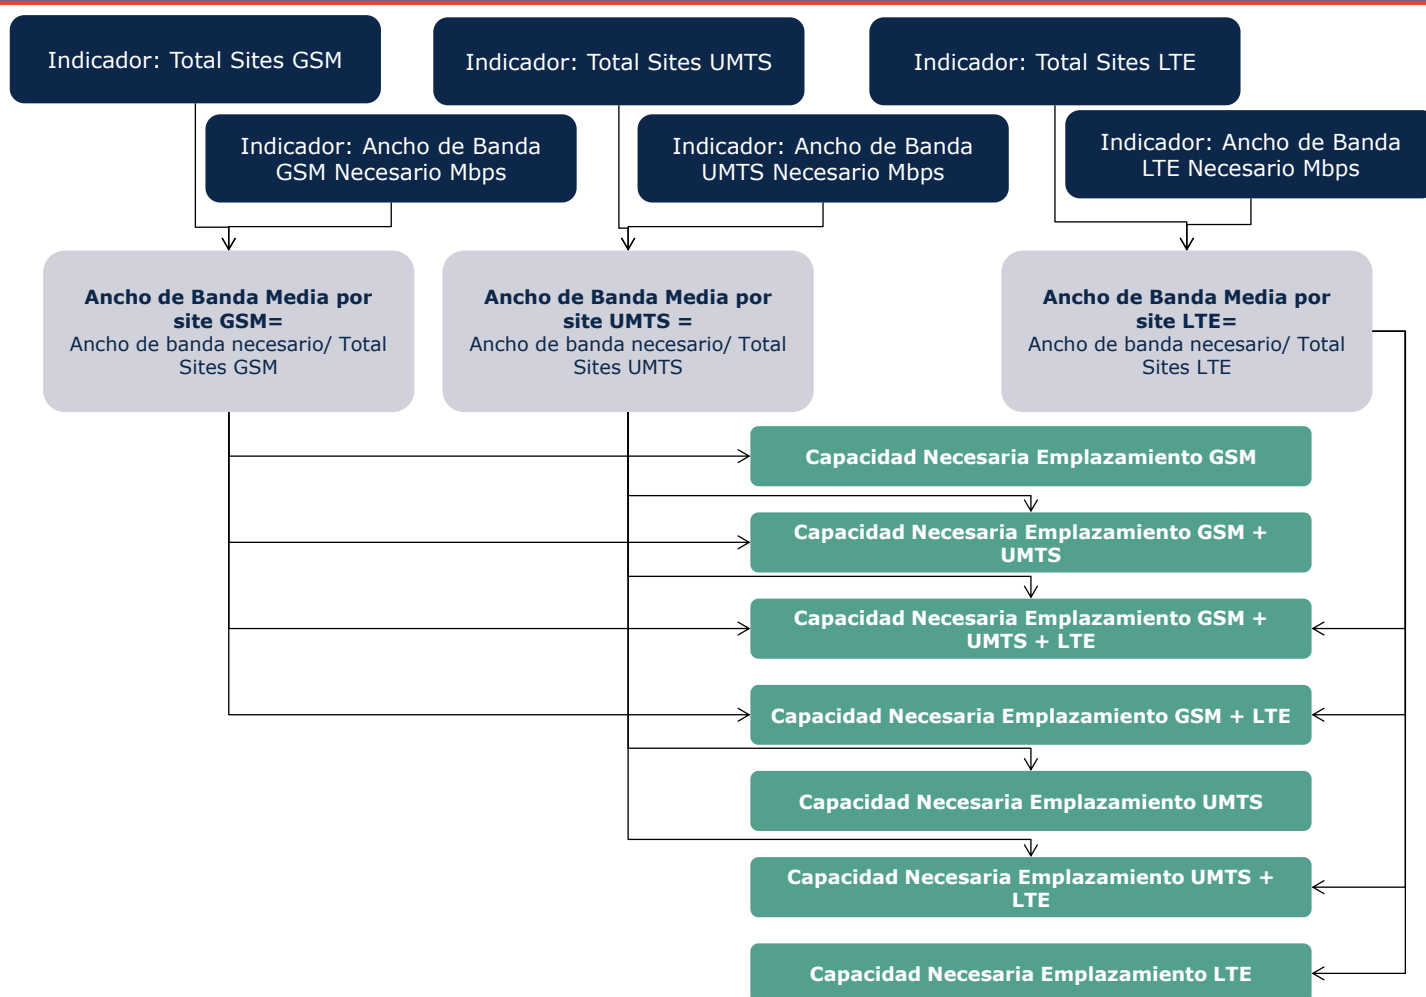 Indicador: Total Sites GSM
Indicador: Total Sites UMTS
Indicador: Total Sites LTE
Indicador: Ancho de Banda
GSM Necesario Mbps
Indicador: Ancho de Banda
UMTS Necesario Mbps
Indicador: Ancho de Banda
LTE Necesario Mbps
Ancho de Banda Media por
site GSM=
Ancho de banda necesario/ Total
Sites GSM
Ancho de Banda Media por
site UMTS =
Ancho de banda necesario/ Total
Sites UMTS
Ancho de Banda Media por
site LTE=
Ancho de banda necesario/ Total
Sites LTE
Capacidad Necesaria Emplazamiento GSM
Capacidad Necesaria Emplazamiento GSM +
UMTS
Capacidad Necesaria Emplazamiento GSM +
UMTS + LTE
Capacidad Necesaria Emplazamiento GSM + LTE
Capacidad Necesaria Emplazamiento UMTS
Capacidad Necesaria Emplazamiento UMTS +
LTE
Capacidad Necesaria Emplazamiento LTE